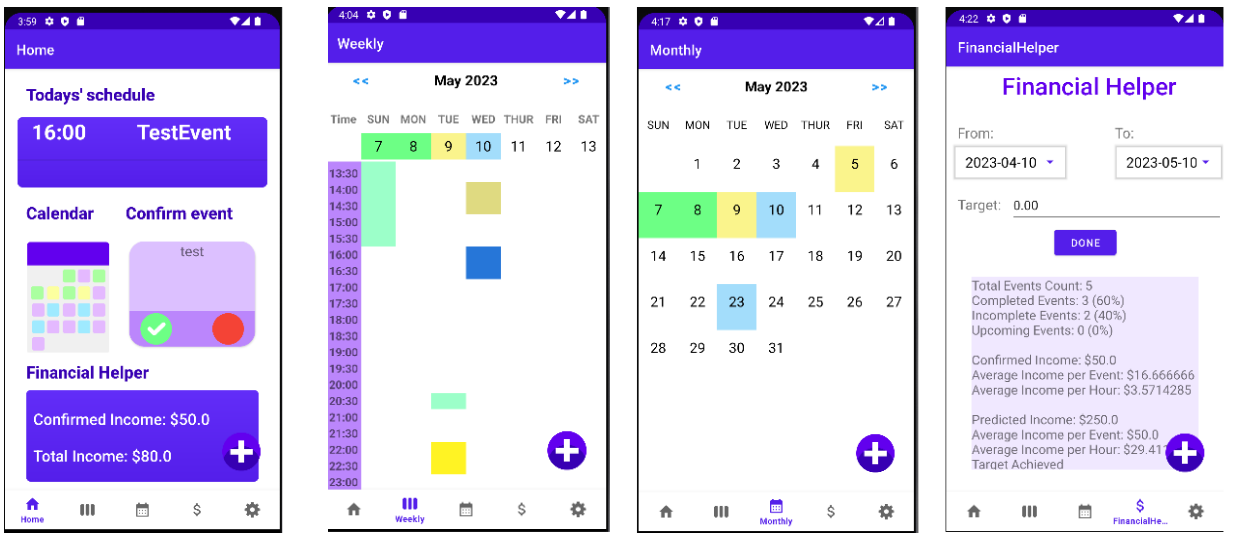 3:59
Home
Todays' schedule
16:00 TestEvent
Calendar Confirm event
test
Financial Helper
Confirmed Income: $50.0
Total Income: $80.0
Home
4:04
Weekly
<< May 2023 >>
Time SUN MON TUE WED THUR FRI SAT
7 8 9 10 11 12 13
13:30
14:00
14:30
15:00
15:30
16:00
16:30
17:00
17:30
18:00
18:30
19:00
19:30
20:00
20:30
21:00
21:30
22:00
22:30
23:00
$
Weekly
4:17
Monthly
<< May 2023 >>
SUN MON TUE WED THUR FRI SAT
1 2 3 4 5 6
7 8 9 10 11 12 13
14 15 16 17 18 19 20
21 22 23 24 25 26 27
28 29 30 31
$
Monthly
4:22
FinancialHelper
Financial Helper
From: To:
2023-04-10 2023-05-10
Target: 0.00
DONE
Total Events Count: 5
Completed Events: 3 (60%)
Incomplete Events: 2 (40%)
Upcoming Events: 0 (0%)
Confirmed Income: $50.0
Average Income per Event: $16.666666
Average Income per Hour: $3.5714285
Predicted Income: $250.0
Average Income per Event: $50.0
Average Income per Hour: $29.41
Target Achieved
$
FinancialHe...